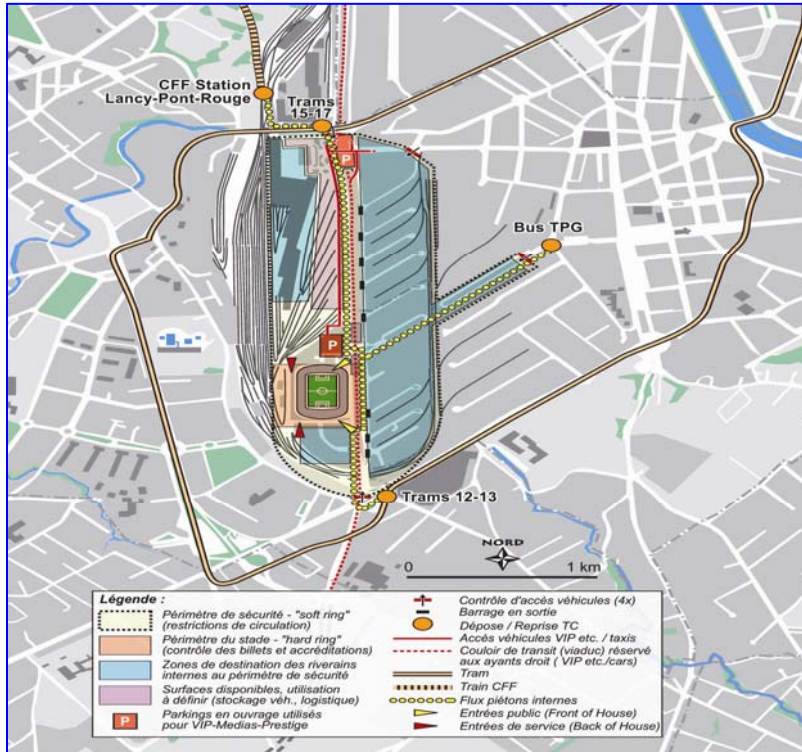 CFF Station
Lancy-Pont-Rouge
Trams
15-17
P
Bus TPG
P
Trams 12-13
NORD
0 1 km
Légende :
Périmètre de sécurité - "soft ring"
(restrictions de circulation)
Périmètre du stade - "hard ring"
(contrôle des billets et accréditations)
Zones de destination des riverains
internes au périmètre de sécurité
Surfaces disponibles, utilisation
à définir (stockage véh., logistique)
P
Parkings en ouvrage utilisés
pour VIP-Medias-Prestige
Contrôle d'accès véhicules (4x)
Barrage en sortie
Dépose / Reprise TC
Accès véhicules VIP etc. / taxis
Couloir de transit (viaduc) réservé
aux ayants droit ( VIP etc./cars)
Tram
Train CFF
Flux piétons internes
Entrées public (Front of House)
Entrées de service (Back of House)